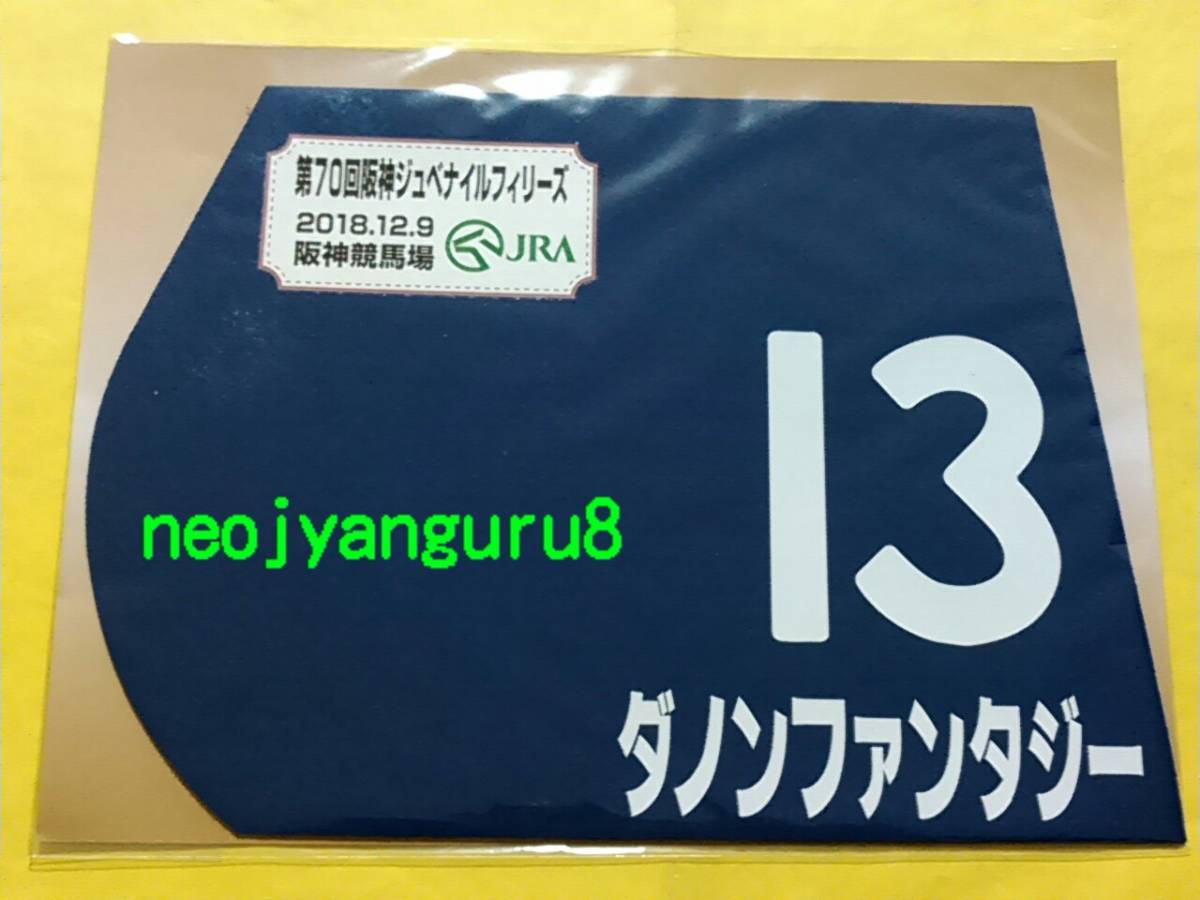 第70回阪神ジュベナイルフィリーズ
2018.12.9
阪神競馬場 JRA
13
neojyanguru8
ダノンファンタジー